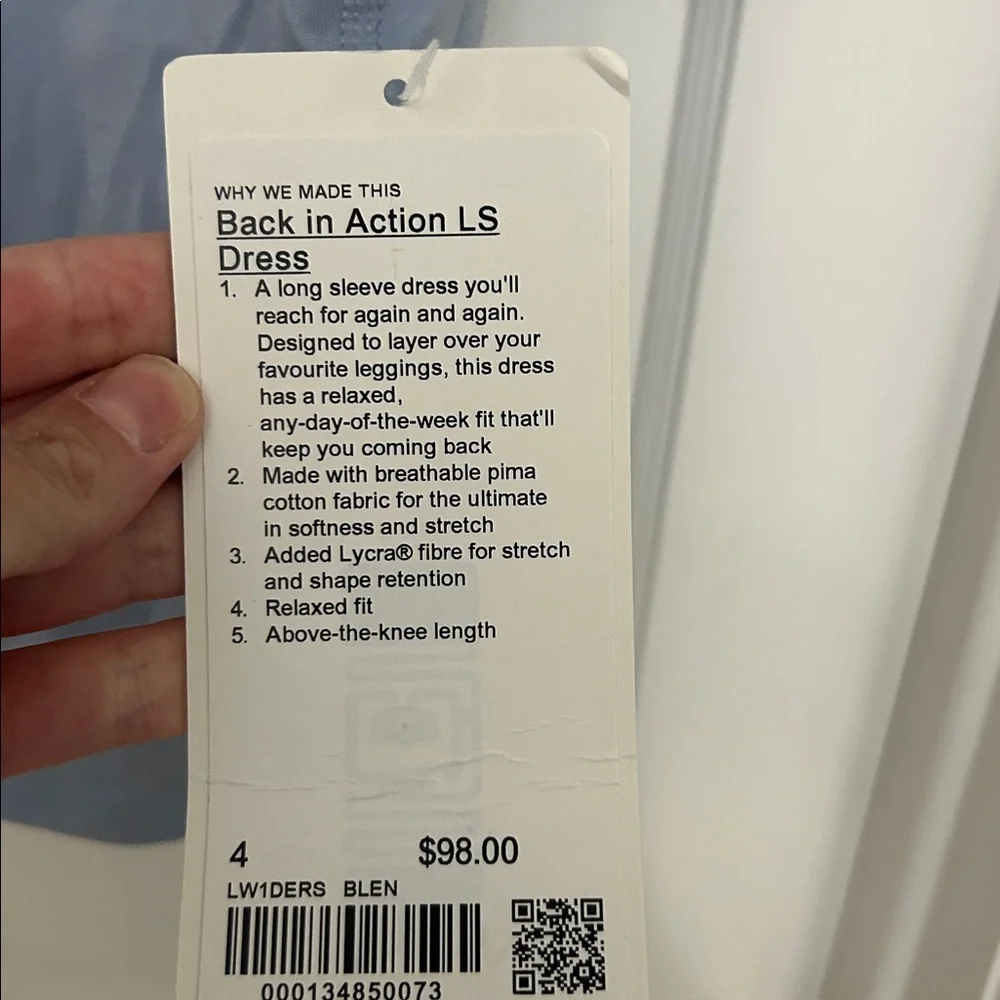 WHY WE MADE THIS
Back in Action LS
Dress
1. A long sleeve dress you'll
reach for again and again.
Designed to layer over your
favourite leggings, this dress
has a relaxed,
any-day-of-the-week fit that'll
keep you coming back
2. Made with breathable pima
cotton fabric for the ultimate
in softness and stretch
3. Added Lycra® fibre for stretch
and shape retention
4. Relaxed fit
5. Above-the-knee length
4 $98.00
LW1DERS BLEN
000134850073